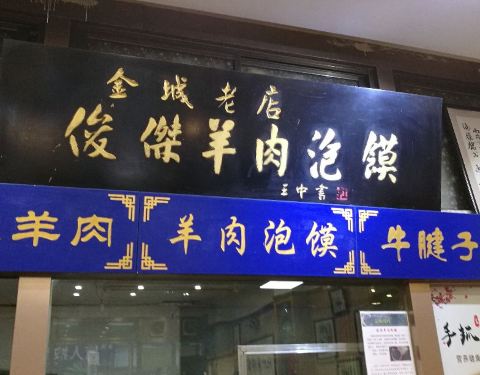 金城老店
俊傑羊肉泡馍
王中書
羊肉
羊肉泡馍
牛腱子
手抓